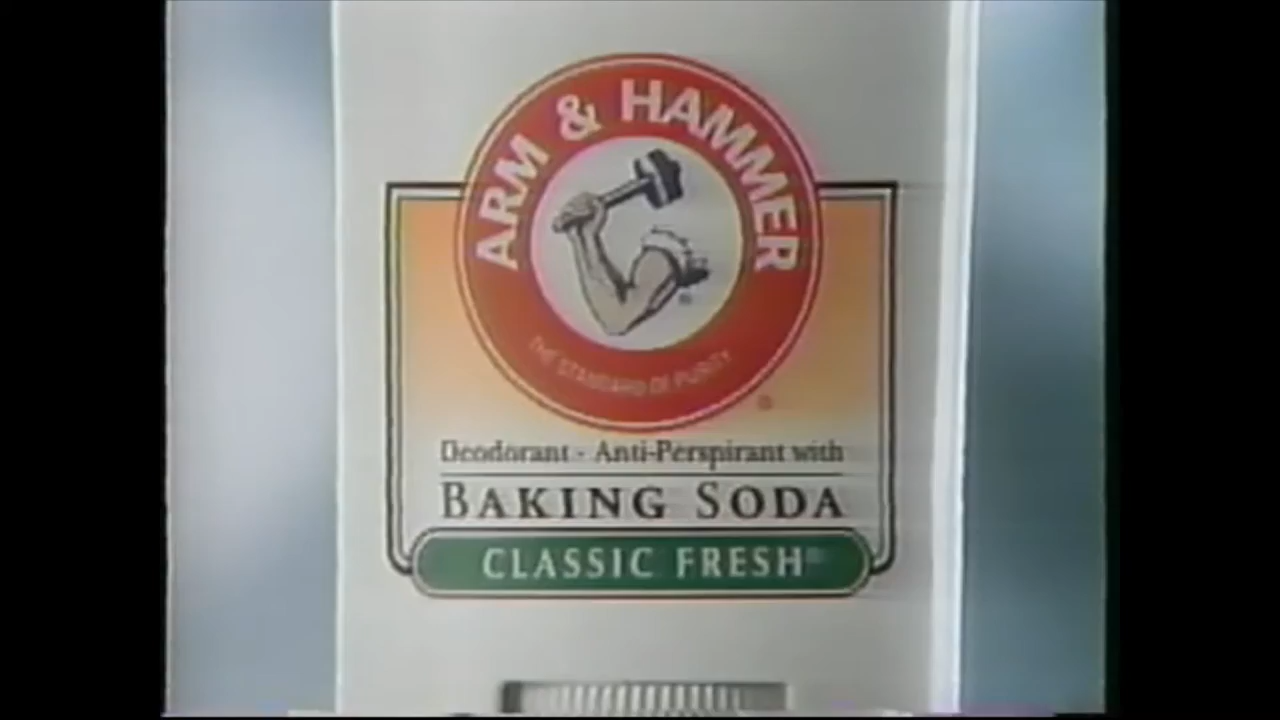 ARM & HAMMER
THE STANDARD OF PURITY
®
Deodorant - Anti-Perspirant with
BAKING SODA
CLASSIC FRESH